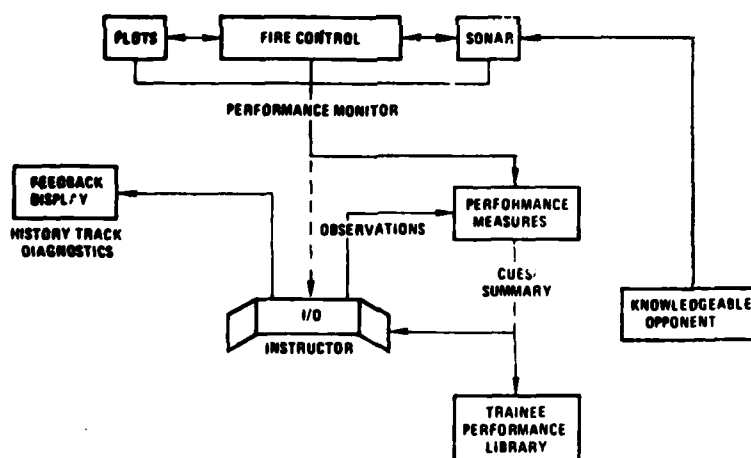 PLOTS
FIRE CONTROL
SONAR
PERFORMANCE MONITOR
FEEDBACK
DISPLAY
HISTORY TRACK
DIAGNOSTICS
OBSERVATIONS
PERFORMANCE
MEASURES
CUES/
SUMMARY
KNOWLEDGEABLE
OPPONENT
I/O
INSTRUCTOR
TRAINEE
PERFORMANCE
LIBRARY